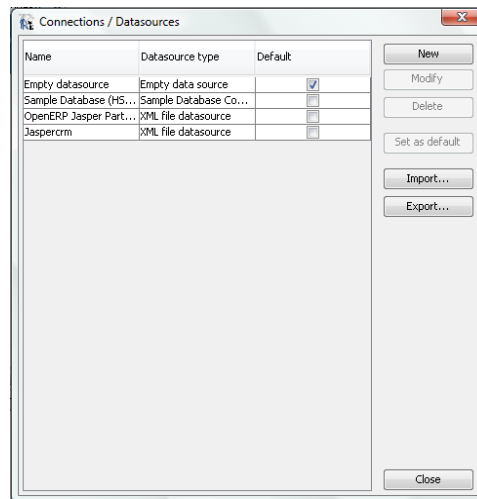 Connections / Datasources
Name Datasource type Default
Empty datasource Empty data source
Sample Database (HS... Sample Database Co...
OpenERP Jasper Part... XML file datasource
Jaspercrm XML file datasource
New
Modify
Delete
Set as default
Import...
Export...
Close